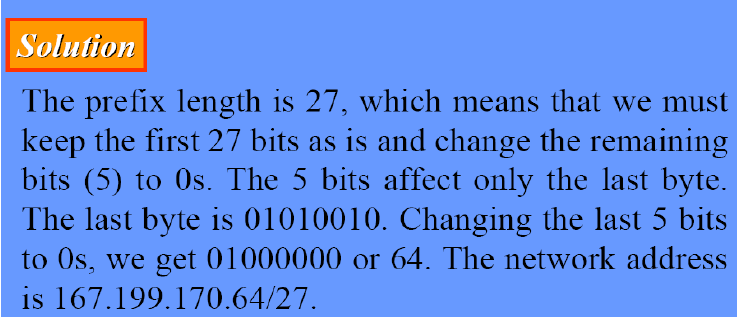 Solution
The prefix length is 27, which means that we must
keep the first 27 bits as is and change the remaining
bits (5) to 0s. The 5 bits affect only the last byte.
The last byte is 01010010. Changing the last 5 bits
to 0s, we get 01000000 or 64. The network address
is 167.199.170.64/27.